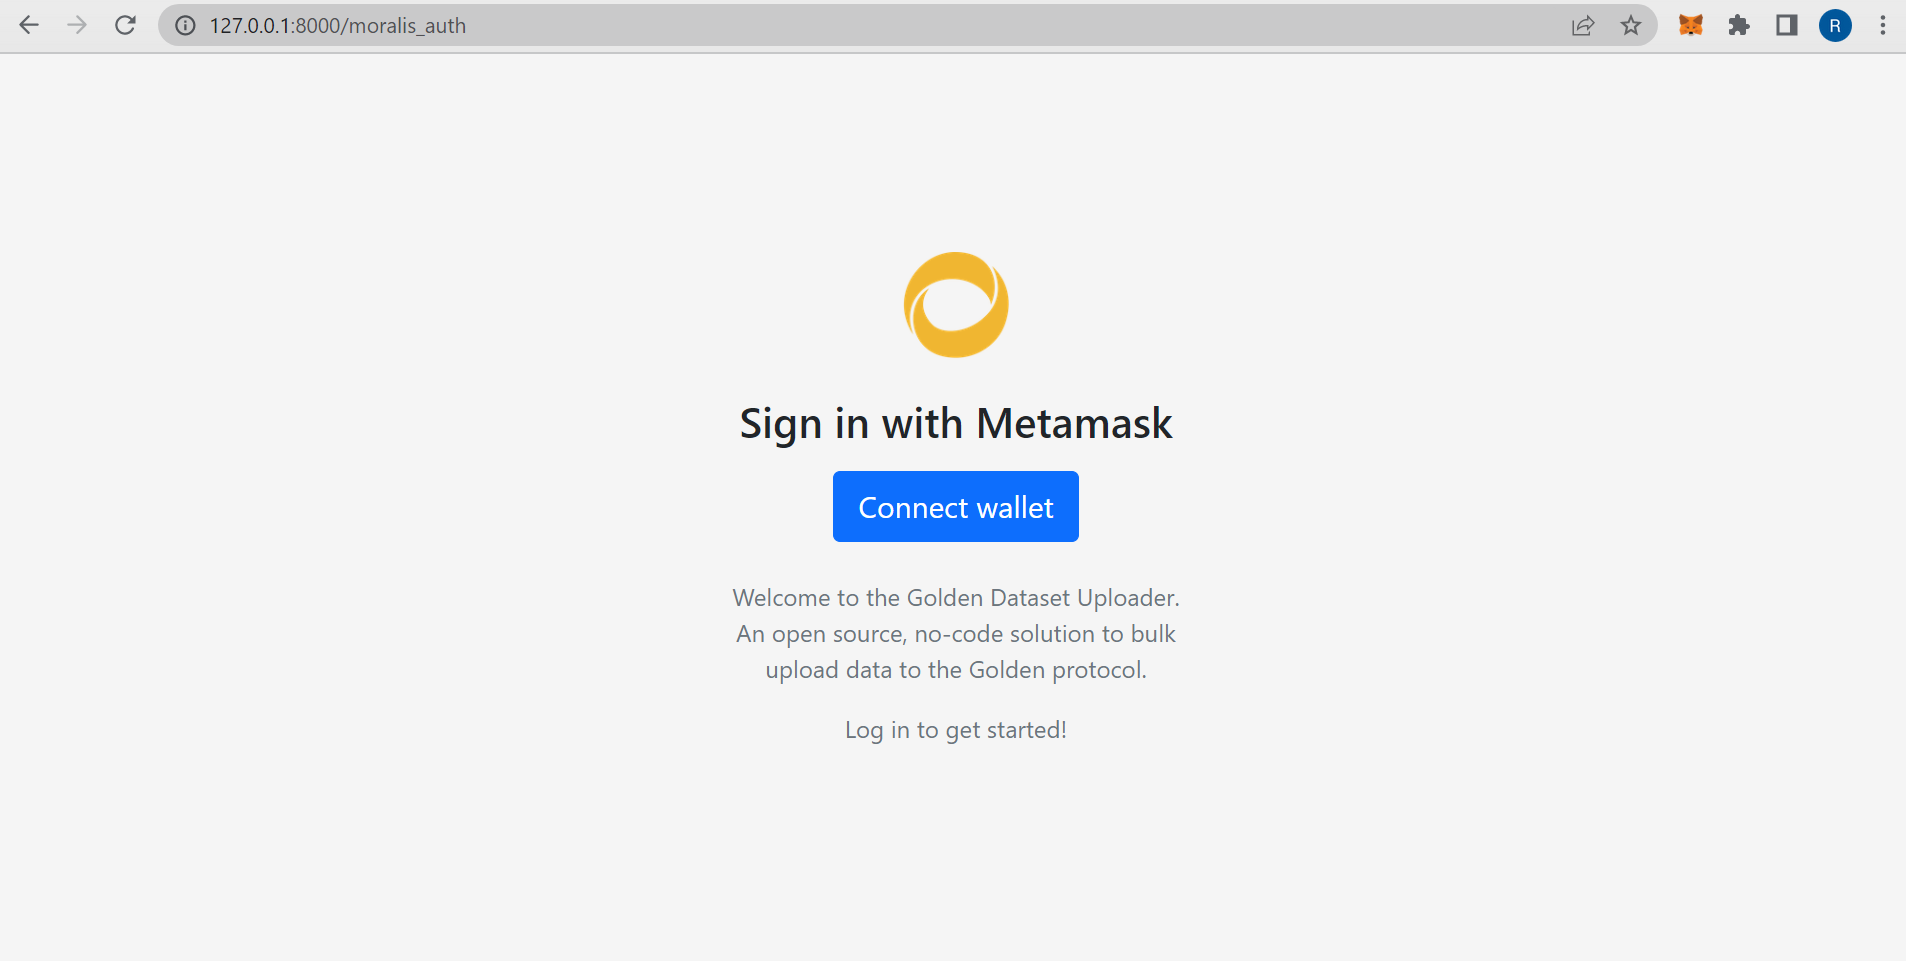 127.0.0.1:8000/moralis_auth
R
Sign in with Metamask
Connect wallet
Welcome to the Golden Dataset Uploader.
An open source, no-code solution to bulk
upload data to the Golden protocol.
Log in to get started!